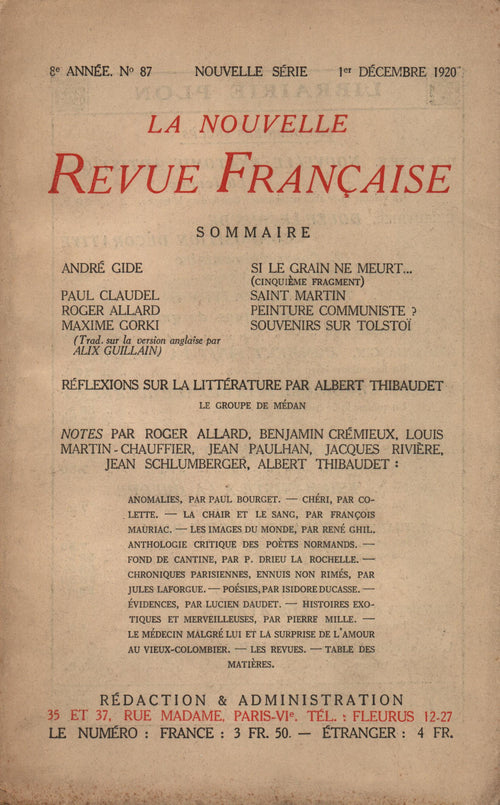 8e ANNÉE. No 87 NOUVELLE SÉRIE 1er DÉCEMBRE 1920
LA NOUVELLE
REVUE FRANÇAISE
SOMMAIRE
ANDRÉ GIDE SI LE GRAIN NE MEURT...
(CINQUIÈME FRAGMENT)
PAUL CLAUDEL SAINT MARTIN
ROGER ALLARD PEINTURE COMMUNISTE ?
MAXIME GORKI SOUVENIRS SUR TOLSTOÏ
(Trad. sur la version anglaise par
ALIX GUILLAIN)
RÉFLEXIONS SUR LA LITTÉRATURE PAR ALBERT THIBAUDET
LE GROUPE DE MÉDAN
NOTES PAR ROGER ALLARD, BENJAMIN CRÉMIEUX, LOUIS
MARTIN-CHAUFFIER, JEAN PAULHAN, JACQUES RIVIÈRE,
JEAN SCHLUMBERGER, ALBERT THIBAUDET :
ANOMALIES, PAR PAUL BOURGET. — CHÉRI, PAR CO-
LETTE. — LA CHAIR ET LE SANG, PAR FRANÇOIS
MAURIAC. — LES IMAGES DU MONDE, PAR RENÉ GHIL.
ANTHOLOGIE CRITIQUE DES POÈTES NORMANDS. —
FOND DE CANTINE, PAR P. DRIEU LA ROCHELLE. —
CHRONIQUES PARISIENNES, ENNUIS NON RIMÉS, PAR
JULES LAFORGUE. — POÉSIES, PAR ISIDORE DUCASSE. —
ÉVIDENCES, PAR LUCIEN DAUDET. — HISTOIRES EXO-
TIQUES ET MERVEILLEUSES, PAR PIERRE MILLE. —
LE MÉDECIN MALGRÉ LUI ET LA SURPRISE DE L'AMOUR
AU VIEUX-COLOMBIER. — LES REVUES. — TABLE DES
MATIÈRES.
RÉDACTION & ADMINISTRATION
35 ET 37, RUE MADAME, PARIS-VIe. TÉL. : FLEURUS 12-27
LE NUMÉRO : FRANCE : 3 FR. 50. — ÉTRANGER : 4 FR.